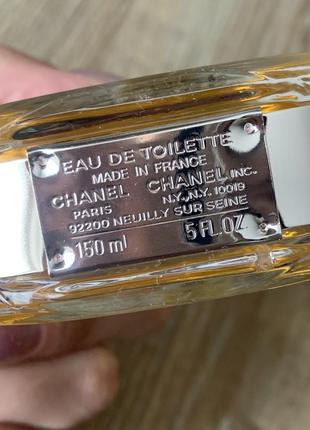 EAU DE TOILETTE
MADE IN FRANCE
CHANEL CHANEL INC.
PARIS N.Y., N.Y. 10019
92200 NEUILLY SUR SEINE
150 ml 5 FL.OZ